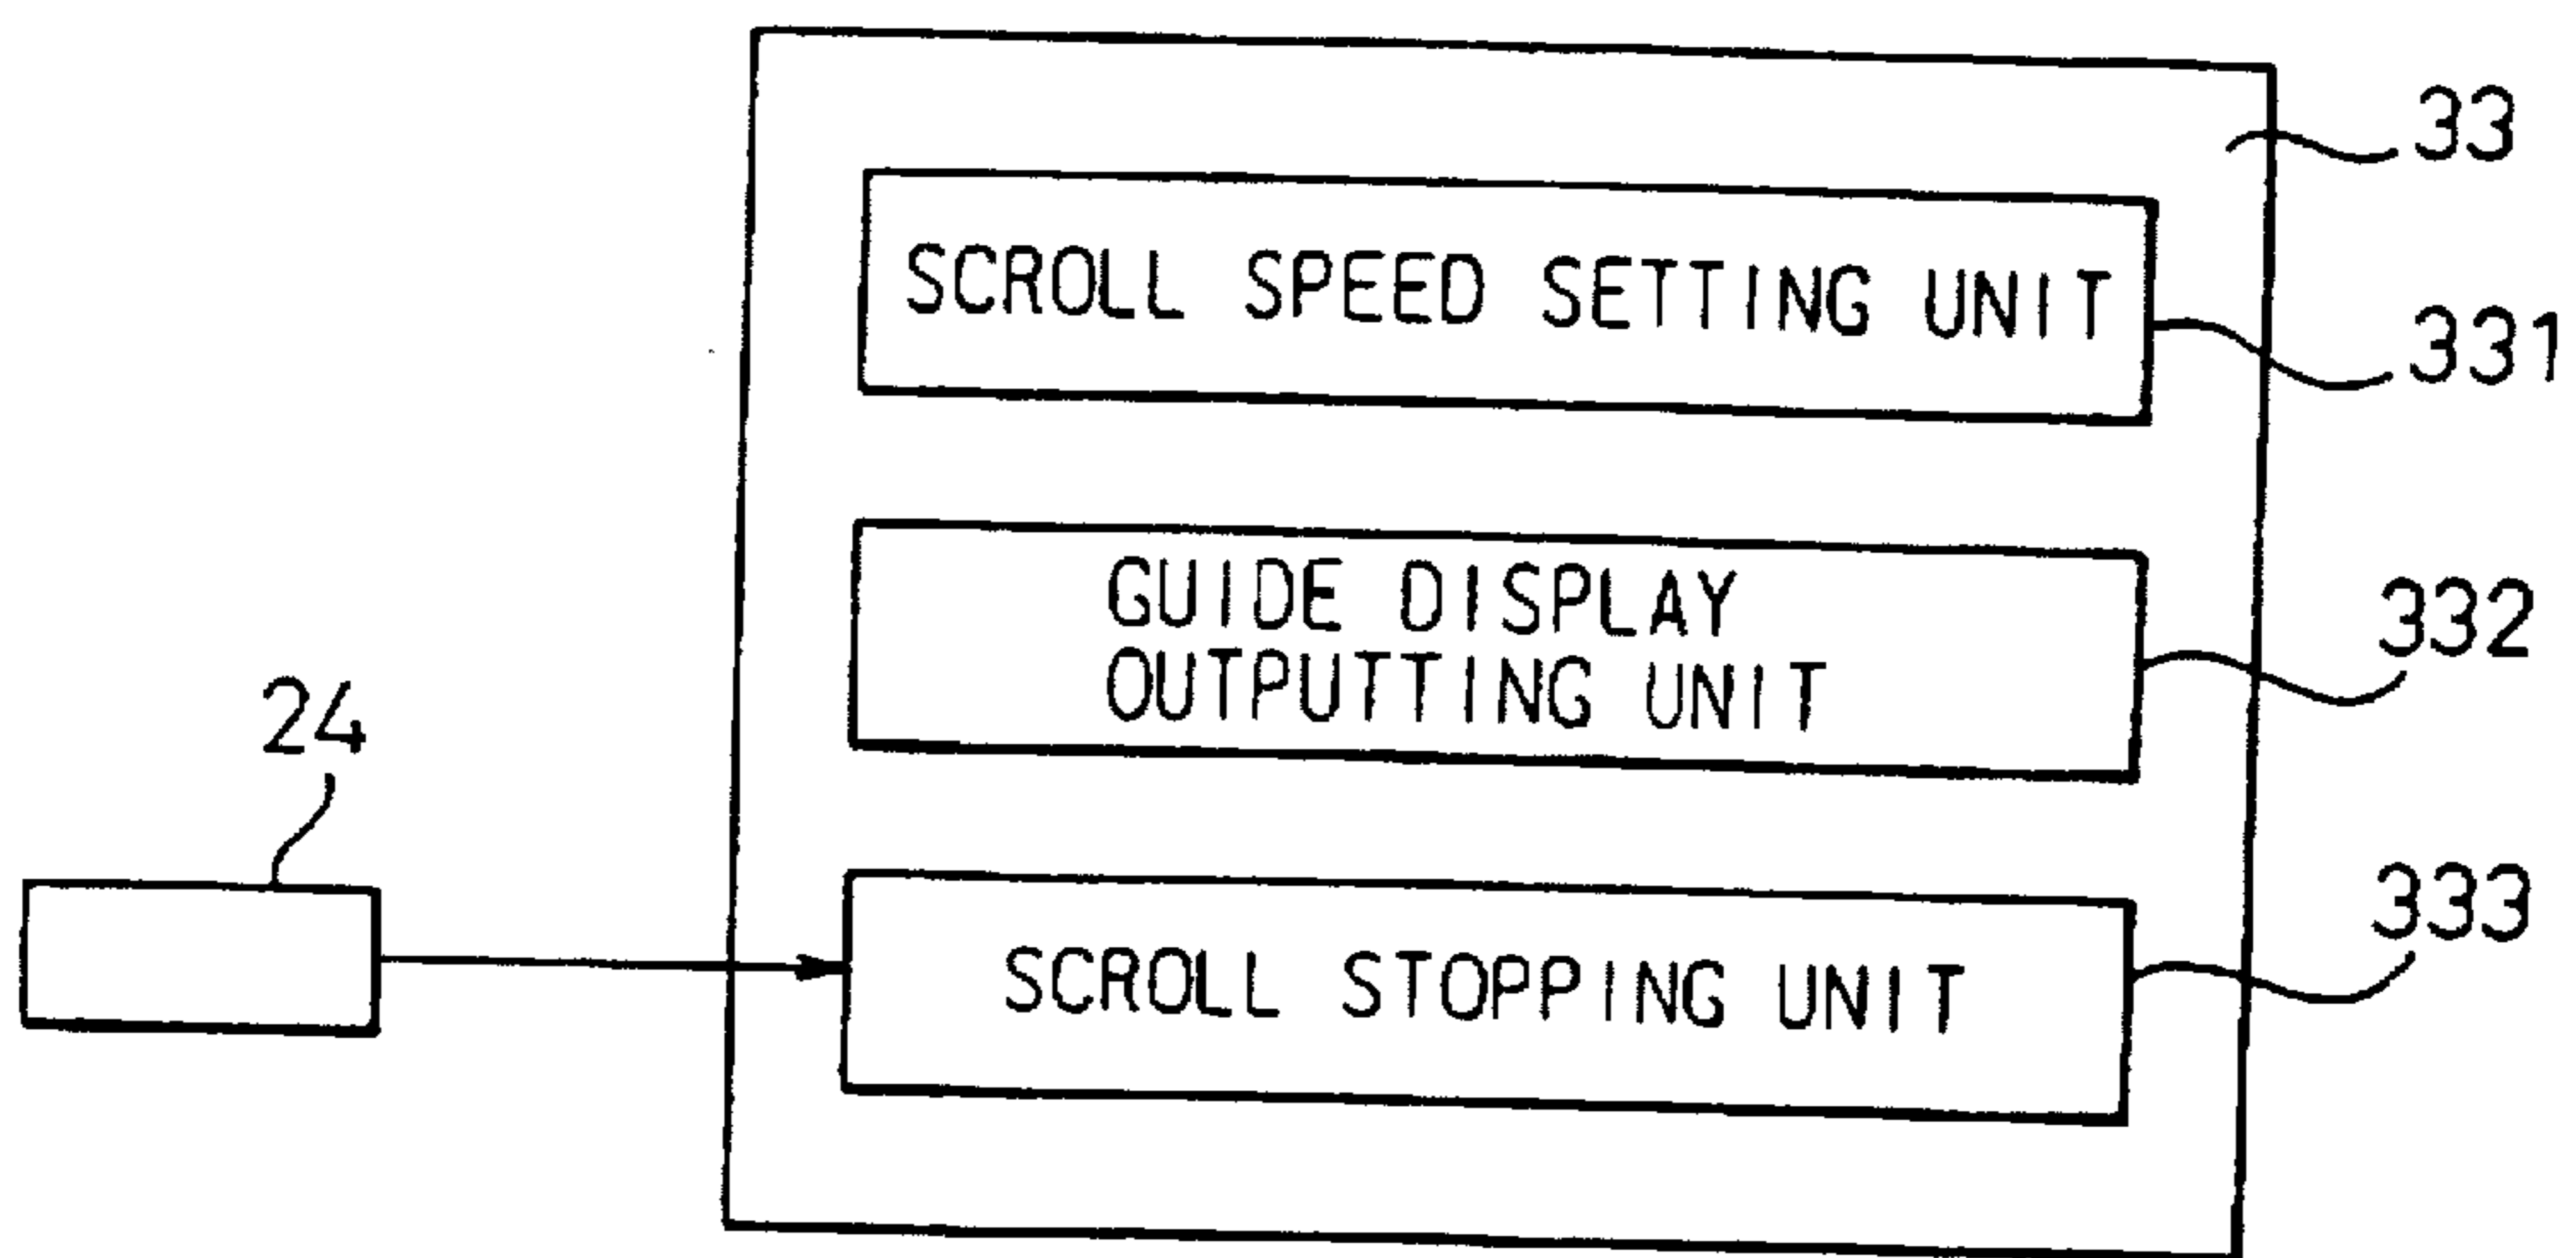 33
SCROLL SPEED SETTING UNIT
331
GUIDE DISPLAY
OUTPUTTING UNIT
332
24
SCROLL STOPPING UNIT
333